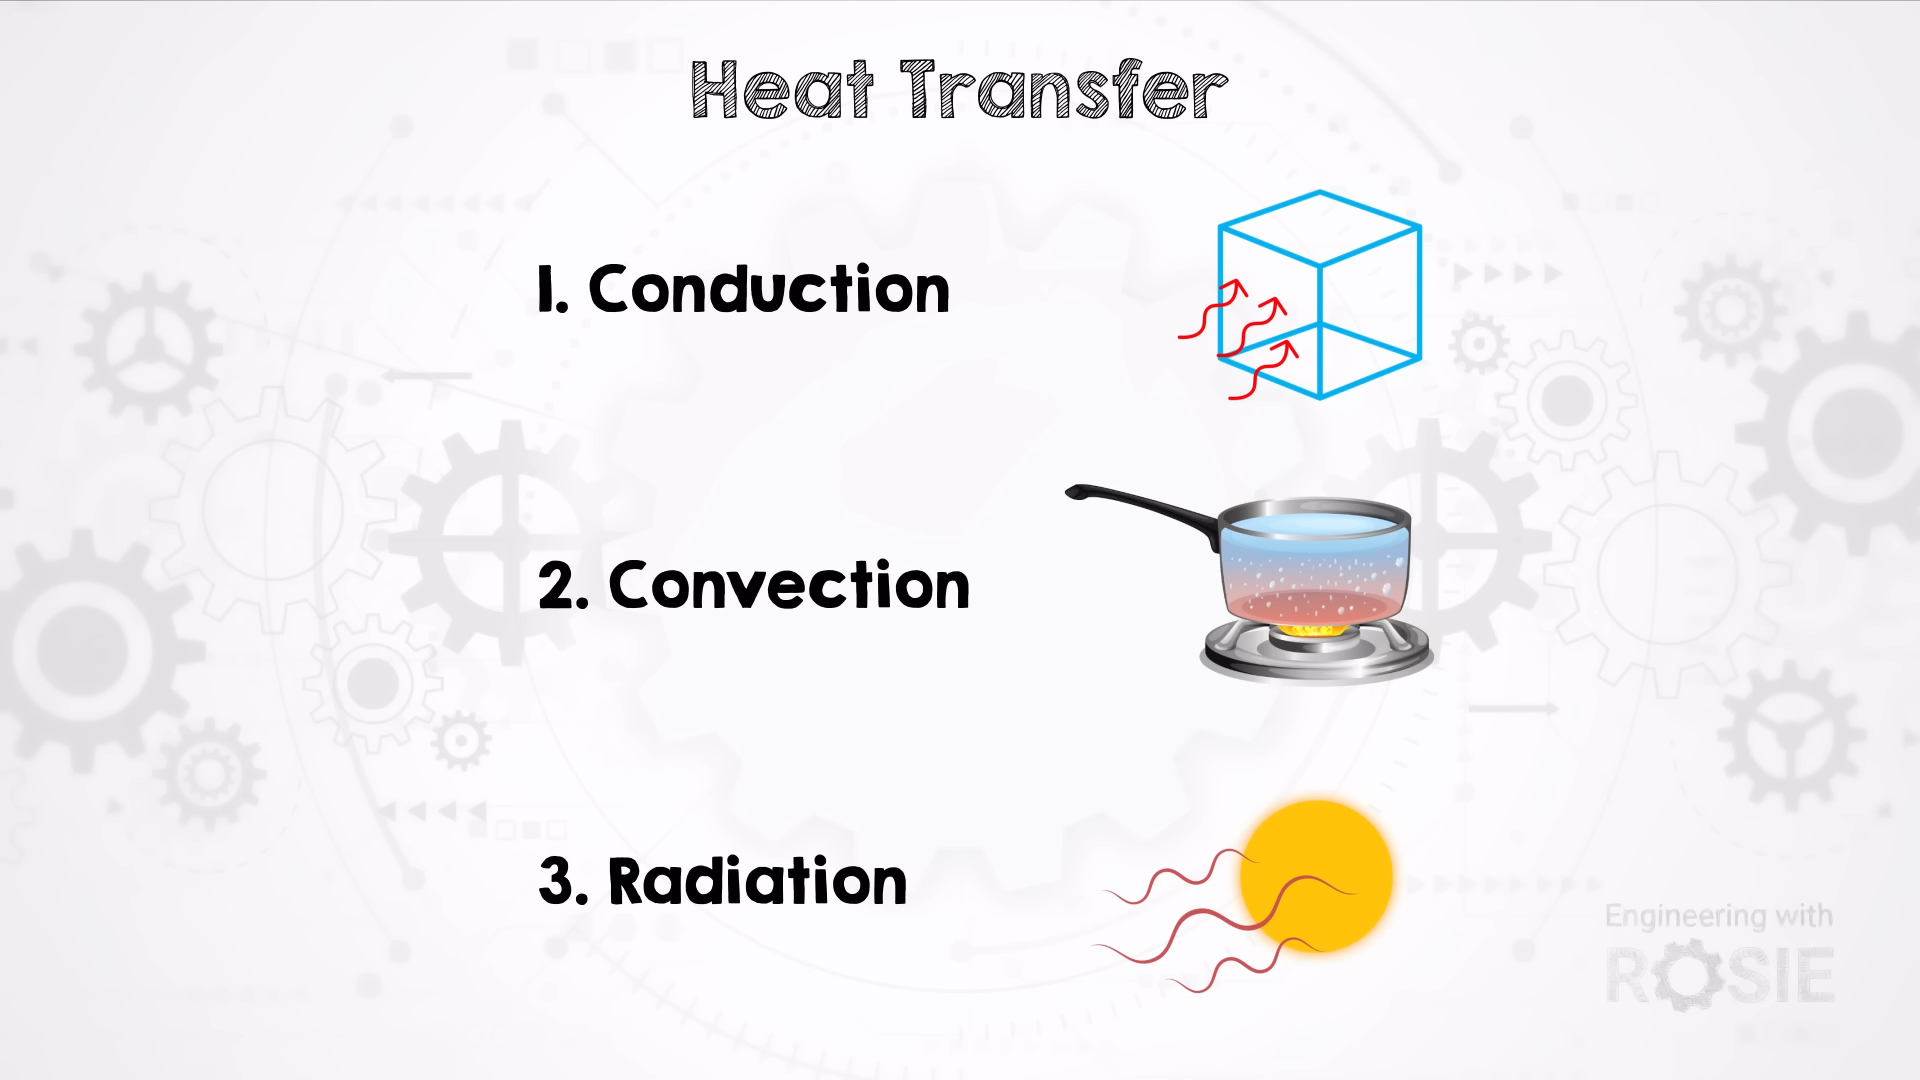 Heat Transfer
1. Conduction
2. Convection
3. Radiation
Engineering with
ROSIE